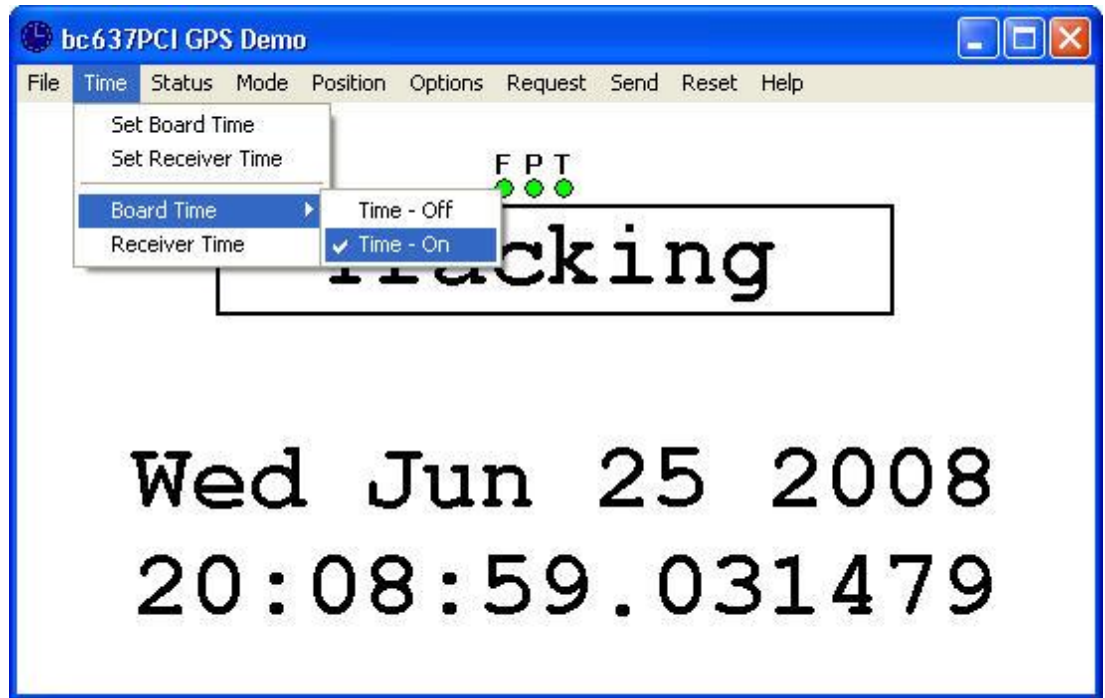 bc637PCI GPS Demo
File Time Status Mode Position Options Request Send Reset Help
Set Board Time
Set Receiver Time
Board Time
Receiver Time
Time - Off
Time - On
F P T
Tracking
Wed Jun 25 2008
20:08:59.031479